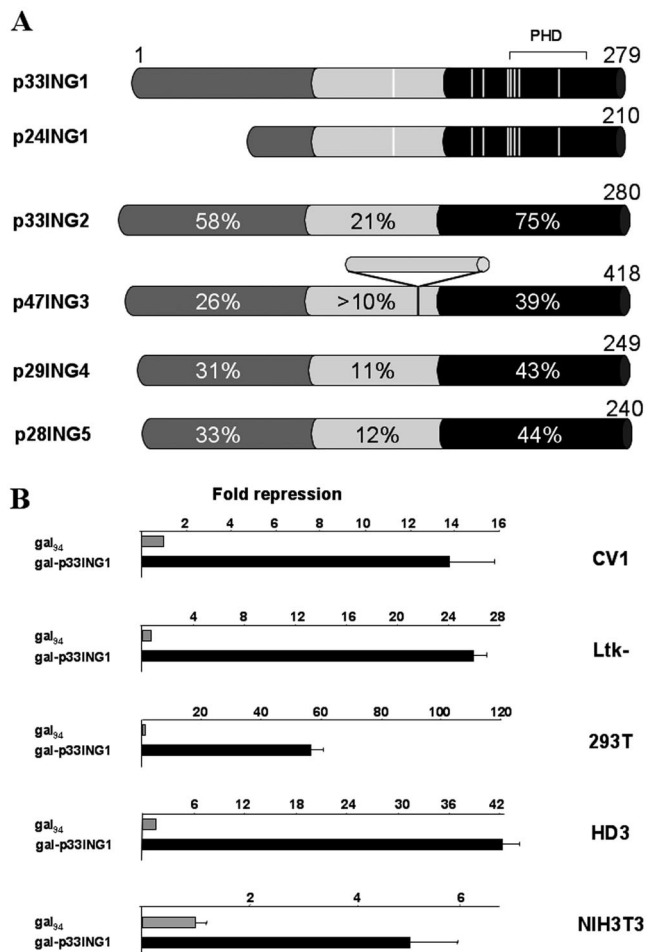 A
PHD
1 279
p33ING1
210
p24ING1
280
p33ING2 58% 21% 75%
418
p47ING3 26% >10% 39%
249
p29ING4 31% 11% 43%
240
p28ING5 33% 12% 44%
B Fold repression
2 4 6 7 8 10 12 13 14 16
gal94
gal-p33ING1
CV1
4 8 12 16 20 24 26 28
gal94
gal-p33ING1
Ltk-
20 40 60 80 100 120
gal94
gal-p33ING1
293T
6 12 18 24 30 36 42
gal94
gal-p33ING1
HD3
2 4 6
gal94
gal-p33ING1
NIH3T3